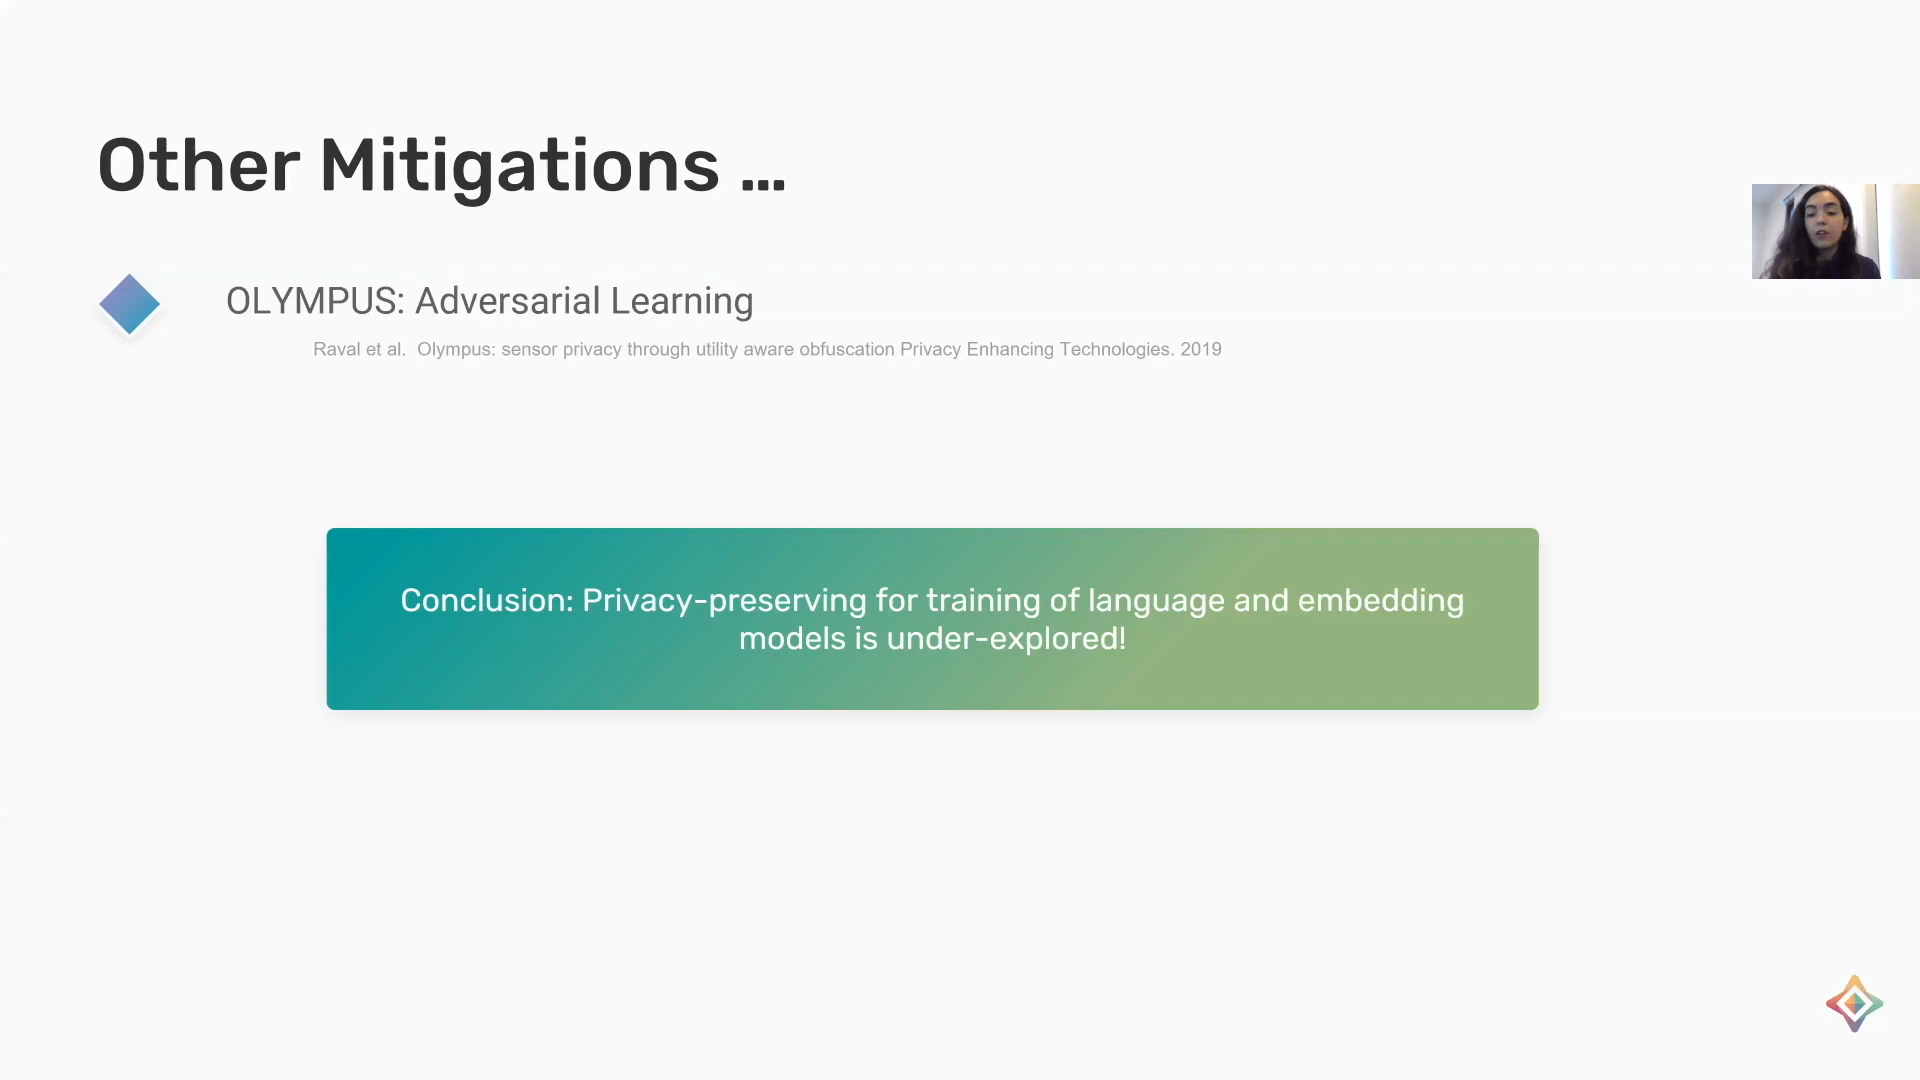 Other Mitigations ...
OLYMPUS: Adversarial Learning
Raval et al.  Olympus: sensor privacy through utility aware obfuscation Privacy Enhancing Technologies. 2019
Conclusion: Privacy-preserving for training of language and embedding
models is under-explored!